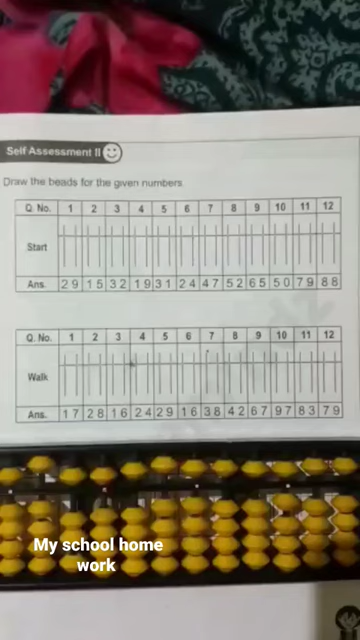 Self Assessment II
Draw the beads for the given numbers
Q. No. 1 2 3 4 5 6 7 8 9 10 11 12
Start
Ans. 29 15 32 19 31 24 47 52 65 50 79 88
Q. No. 1 2 3 4 5 6 7 8 9 10 11 12
Walk
Ans. 17 28 16 24 29 16 38 42 67 97 83 79
My school home
work